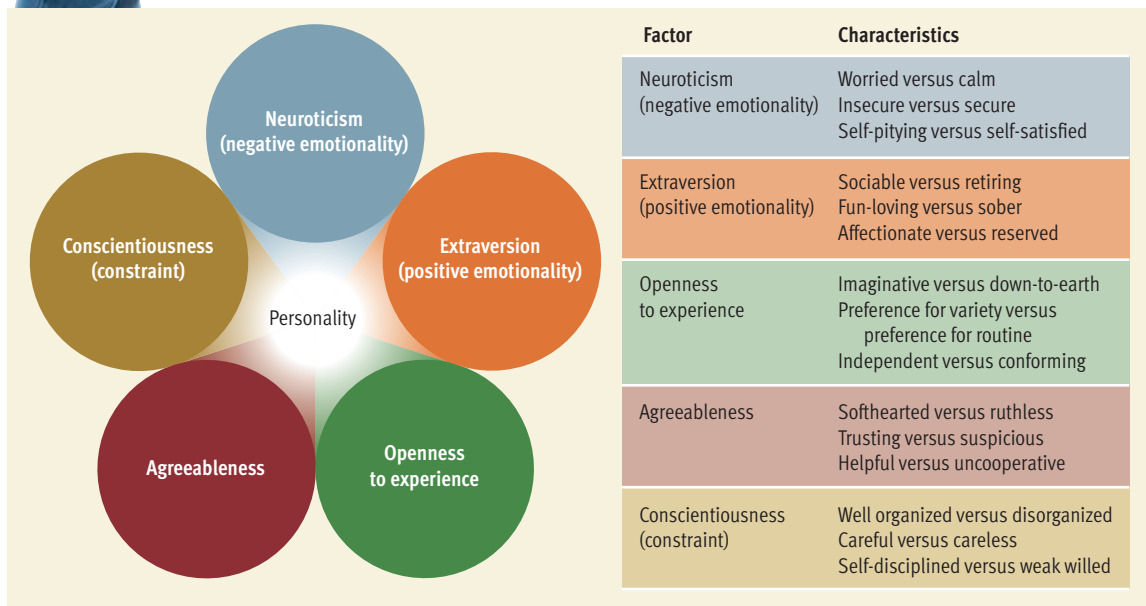 Neuroticism
(negative emotionality)
Conscientiousness
(constraint)
Extraversion
(positive emotionality)
Personality
Agreeableness
Openness
to experience
Factor Characteristics
Neuroticism Worried versus calm
(negative emotionality) Insecure versus secure
Self-pitying versus self-satisfied
Extraversion Sociable versus retiring
(positive emotionality) Fun-loving versus sober
Affectionate versus reserved
Openness Imaginative versus down-to-earth
to experience Preference for variety versus
preference for routine
Independent versus conforming
Agreeableness Softhearted versus ruthless
Trusting versus suspicious
Helpful versus uncooperative
Conscientiousness Well organized versus disorganized
(constraint) Careful versus careless
Self-disciplined versus weak willed